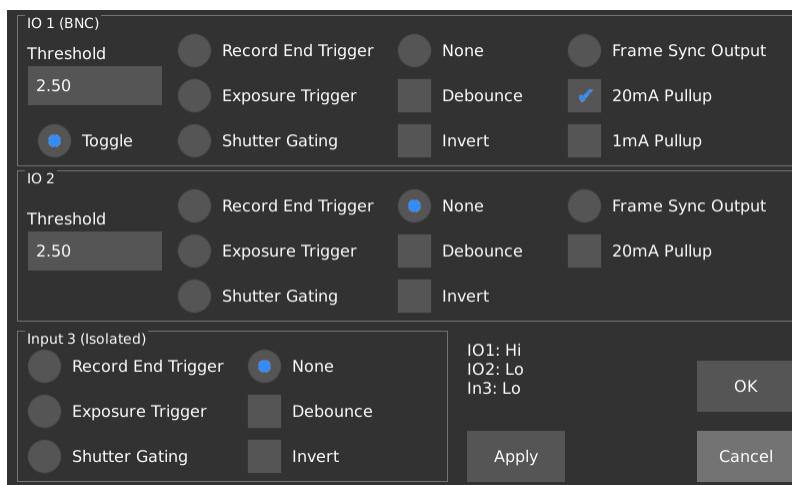 IO 1 (BNC)
Threshold
2.50
Toggle
Record End Trigger
Exposure Trigger
Shutter Gating
None
Debounce
Invert
Frame Sync Output
20mA Pullup
1mA Pullup
IO 2
Threshold
2.50
Record End Trigger
Exposure Trigger
Shutter Gating
None
Debounce
Invert
Frame Sync Output
20mA Pullup
Input 3 (Isolated)
Record End Trigger
Exposure Trigger
Shutter Gating
None
Debounce
Invert
IO1: Hi
IO2: Lo
In3: Lo
Apply
OK
Cancel